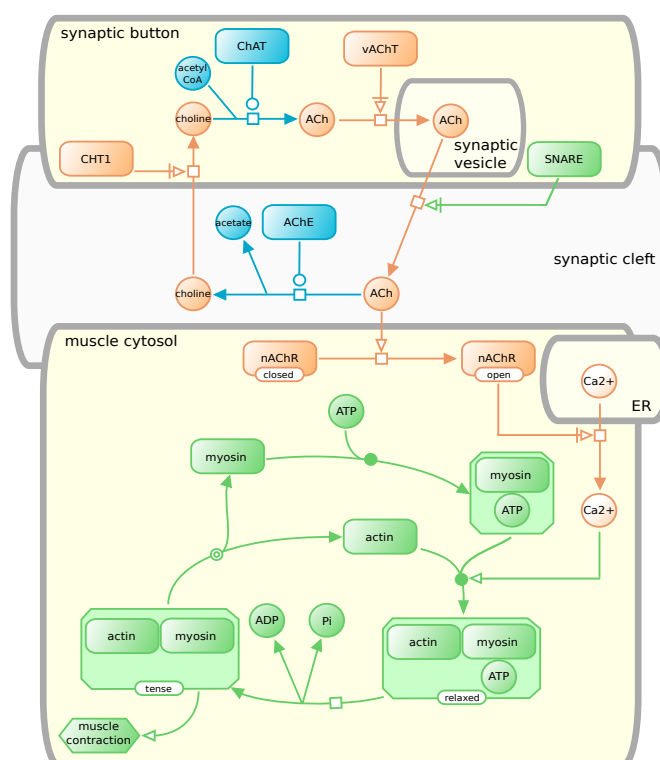 synaptic button
ChAT
vAChT
acetyl
CoA
choline
ACh
ACh
synaptic
vesicle
CHT1
SNARE
acetate
AChE
synaptic cleft
choline
ACh
muscle cytosol
nAChR
closed
nAChR
open
Ca2+
ER
ATP
myosin
myosin
ATP
Ca2+
actin
ADP
Pi
actin
myosin
tense
actin
myosin
ATP
relaxed
muscle
contraction